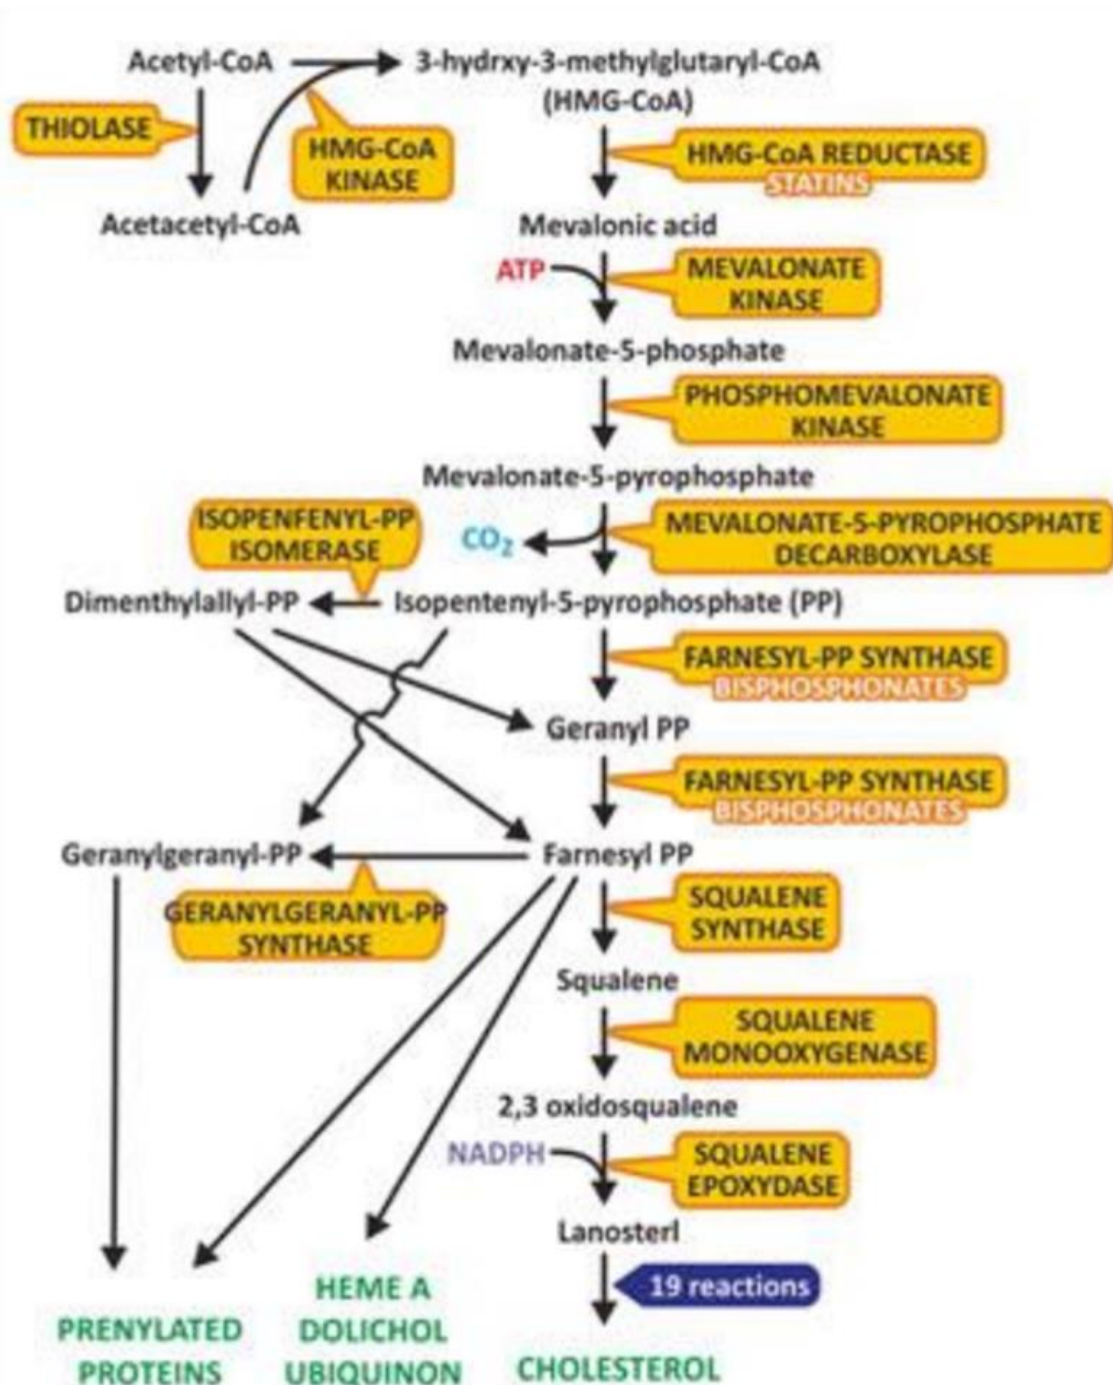 Acetyl-CoA
3-hydrxy-3-methylglutaryl-CoA
(HMG-CoA)
THIOLASE
HMG-CoA
KINASE
HMG-CoA REDUCTASE
STATINS
Acetacetyl-CoA
Mevalonic acid
ATP
MEVALONATE
KINASE
Mevalonate-5-phosphate
PHOSPHOMEVALONATE
KINASE
Mevalonate-5-pyrophosphate
ISOPENFENYL-PP
ISOMERASE
CO₂
MEVALONATE-5-PYROPHOSPHATE
DECARBOXYLASE
Dimenthylallyl-PP
Isopentenyl-5-pyrophosphate (PP)
FARNESYL-PP SYNTHASE
BISPHOSPHONATES
Geranyl PP
FARNESYL-PP SYNTHASE
BISPHOSPHONATES
Geranylgeranyl-PP
Farnesyl PP
GERANYLGERANYL-PP
SYNTHASE
SQUALENE
SYNTHASE
Squalene
SQUALENE
MONOOXYGENASE
2,3 oxidosqualene
NADPH
SQUALENE
EPOXYDASE
Lanosterl
19 reactions
PRENYLATED
PROTEINS
HEME A
DOLICHOL
UBIQUINON
CHOLESTEROL